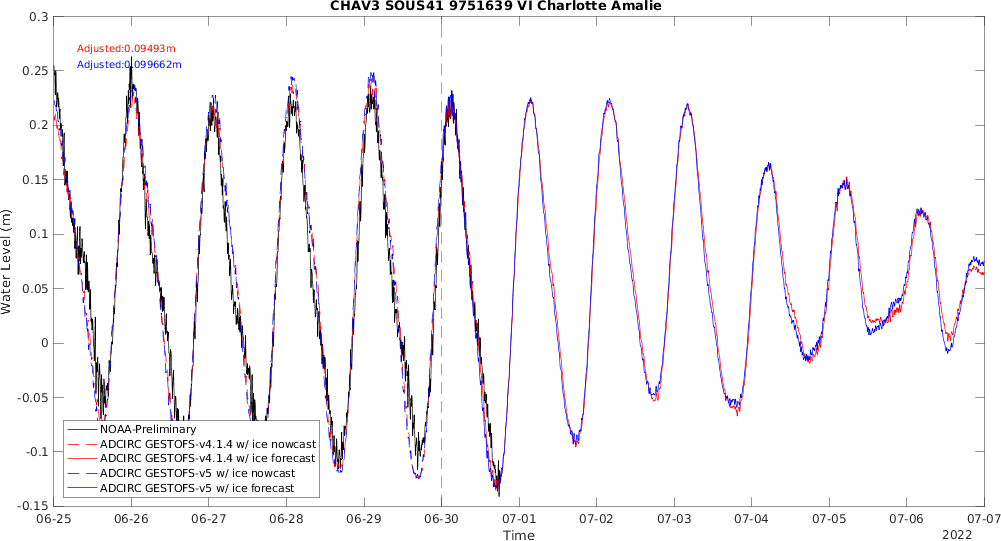 CHAV3 SOUS41 9751639 VI Charlotte Amalie
Adjusted:0.09493m
Adjusted:0.099662m
Water Level (m)
0.3
0.25
0.2
0.15
0.1
0.05
0
-0.05
-0.1
-0.15
NOAA-Preliminary
ADCIRC GESTOFS-v4.1.4 w/ ice nowcast
ADCIRC GESTOFS-v4.1.4 w/ ice forecast
ADCIRC GESTOFS-v5 w/ ice nowcast
ADCIRC GESTOFS-v5 w/ ice forecast
06-25 06-26 06-27 06-28 06-29 06-30 07-01 07-02 07-03 07-04 07-05 07-06 07-07
Time
2022